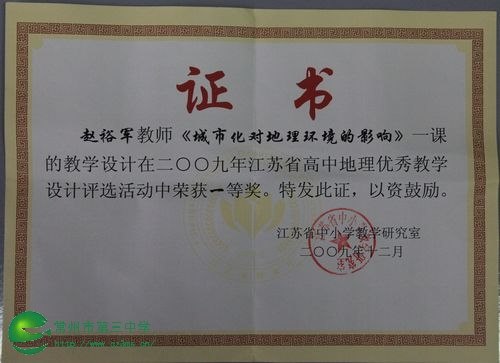 证书
赵裕军教师《城市化对地理环境的影响》一课
的教学设计在二〇〇九年江苏省高中地理优秀教学
设计评选活动中荣获一等奖。特发此证，以资鼓励。
江苏省中小学教学研究室
二〇〇九年十二月
常州市第三中学